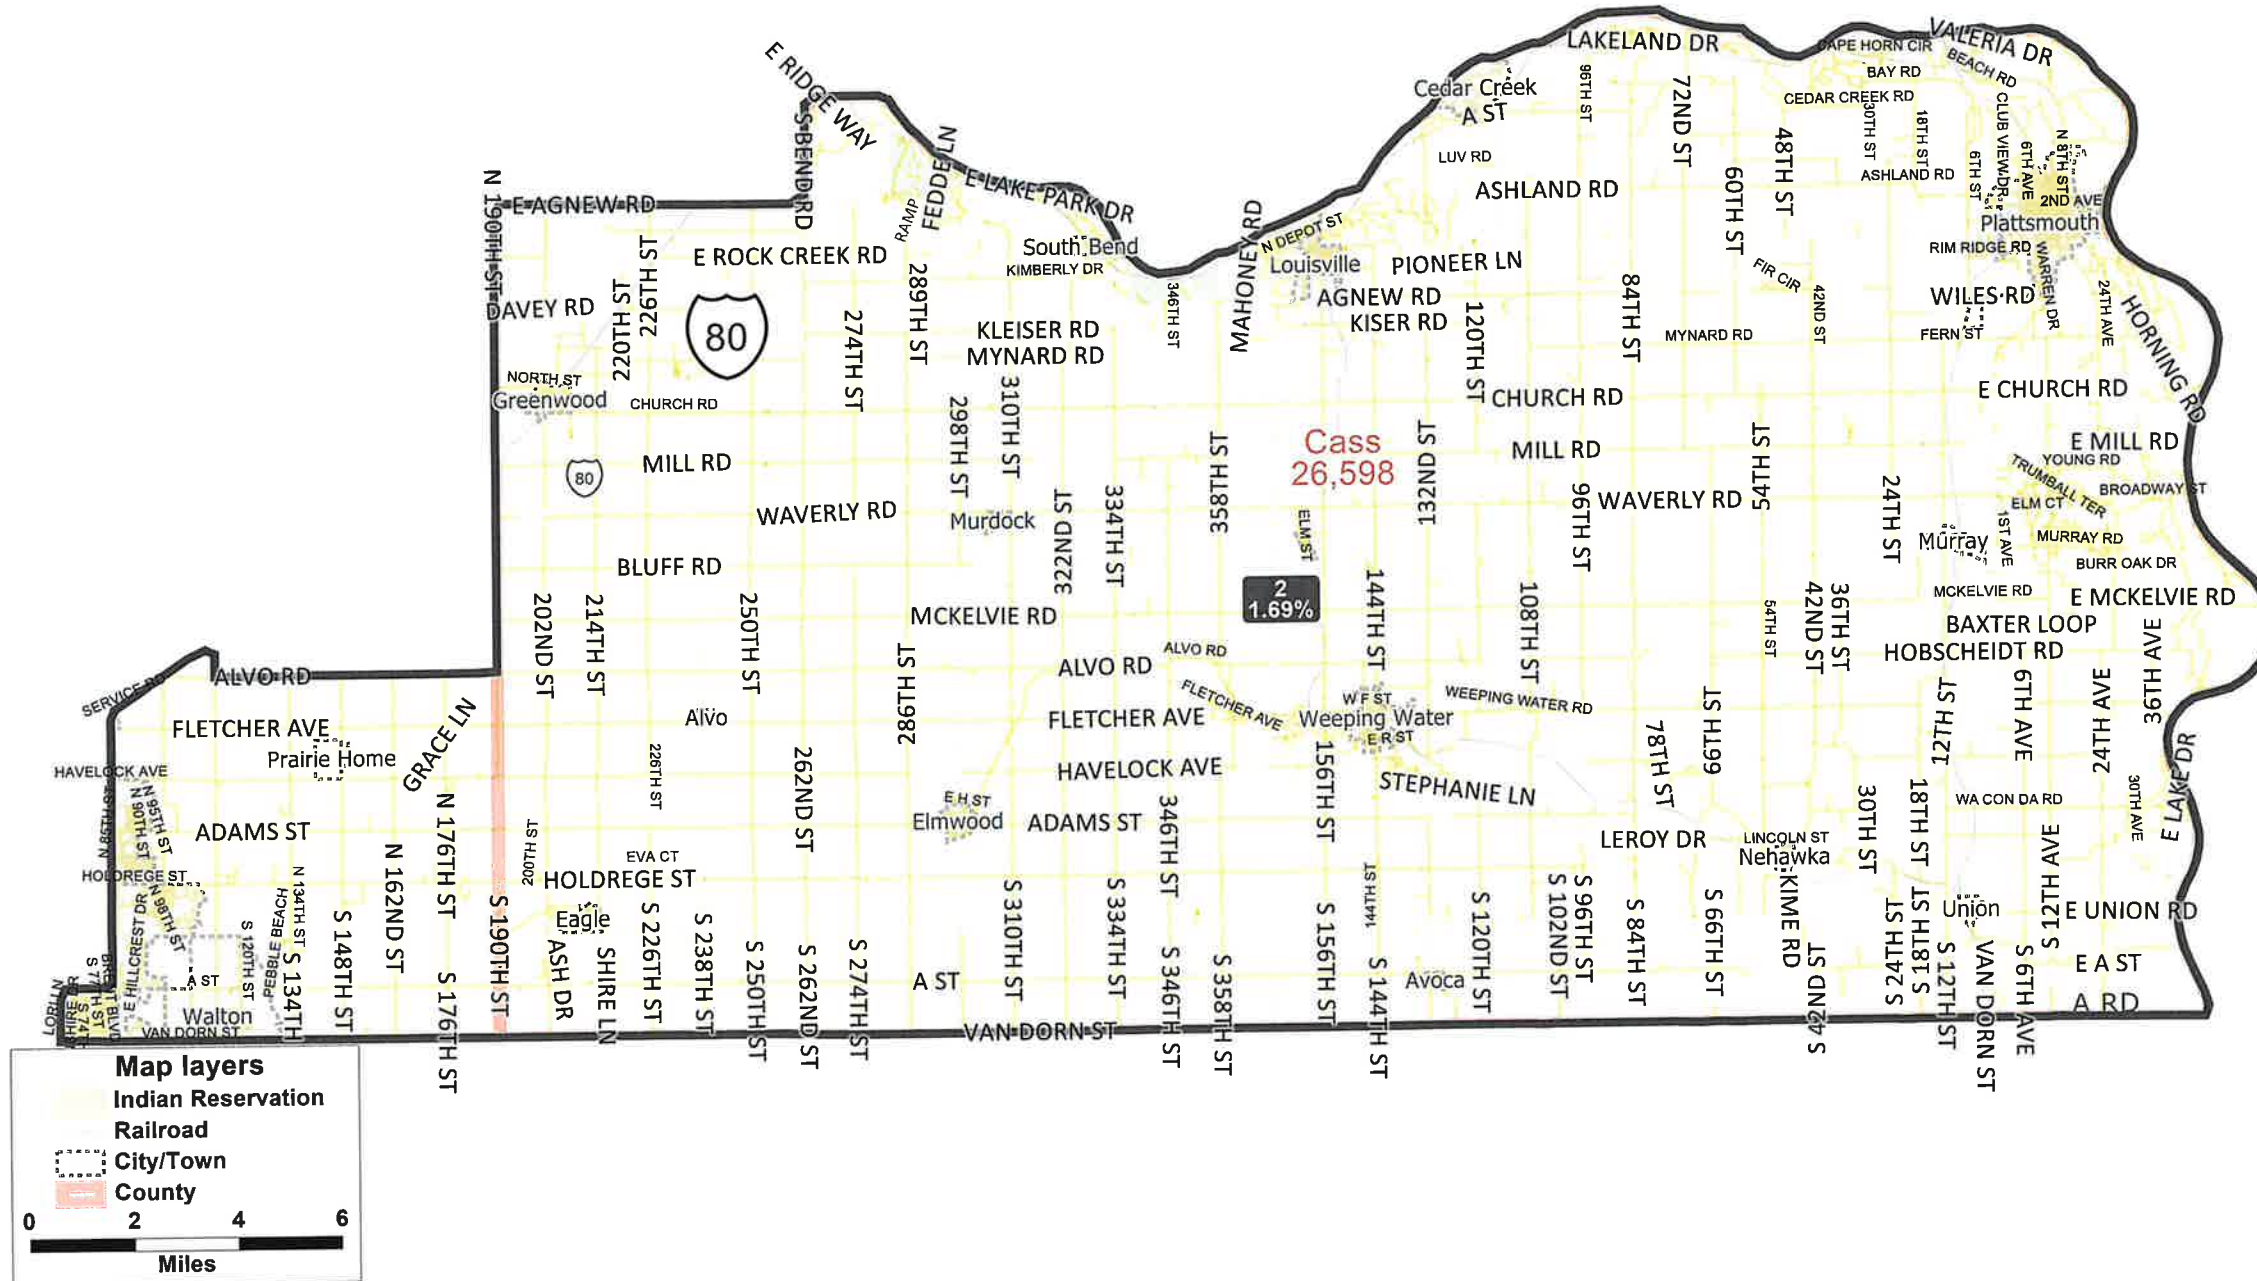 LAKELAND DR
VALERIA DR
CAPE HORN CIR
BEACH RD
BAY RD
E RIDGE WAY
Cedar Creek
A ST
96TH ST
72ND ST
CEDAR CREEK RD
30TH ST
18TH ST
CLUB VIEW DR
6TH ST
6TH AVE
N 8TH ST
S BEND RD
FEDDE LN
LUV RD
48TH ST
ASHLAND RD
ASHLAND RD
60TH ST
2ND AVE
Plattsmouth
N 190TH ST
E AGNEW RD
E LAKE PARK DR
RAMP
MAHONEY RD
N DEPOT ST
South Bend
KIMBERLY DR
Louisville
PIONEER LN
RIM RIDGE RD
WARREN DR
E ROCK CREEK RD
226TH ST
220TH ST
DAVEY RD
80
289TH ST
274TH ST
346TH ST
AGNEW RD
KISER RD
120TH ST
84TH ST
FIR CIR
42ND ST
WILES RD
24TH AVE
HORNING RD
KLEISER RD
MYNARD RD
MYNARD RD
FERN ST
NORTH ST
Greenwood
CHURCH RD
298TH ST
310TH ST
CHURCH RD
E CHURCH RD
Cass
26,598
132ND ST
358TH ST
MILL RD
80
MILL RD
54TH ST
E MILL RD
YOUNG RD
TRUMBALL TER
BROADWAY ST
ELM CT
WAVERLY RD
Murdock
322ND ST
334TH ST
ELM ST
96TH ST
WAVERLY RD
24TH ST
Murray
1ST AVE
MURRAY RD
BURR OAK DR
BLUFF RD
2
1.69%
144TH ST
108TH ST
54TH ST
42ND ST
36TH ST
MCKELVIE RD
E MCKELVIE RD
202ND ST
214TH ST
250TH ST
MCKELVIE RD
BAXTER LOOP
HOBSCHEIDT RD
286TH ST
ALVO RD
ALVO RD
ALVO RD
SERVICE RD
FLETCHER AVE
GRACE LN
Prairie Home
Alvo
FLETCHER AVE
FLETCHER AVE
W F ST
Weeping Water
E R ST
WEEPING WATER RD
66TH ST
78TH ST
12TH ST
6TH AVE
24TH AVE
36TH AVE
HAVELOCK AVE
N 85TH ST
N 90TH ST
N 95TH ST
226TH ST
262ND ST
HAVELOCK AVE
156TH ST
STEPHANIE LN
WA CON DA RD
30TH AVE
E LAKE DR
ADAMS ST
N 176TH ST
200TH ST
E H ST
Elmwood
ADAMS ST
346TH ST
LEROY DR
LINCOLN ST
Nehawka
30TH ST
18TH ST
S 12TH AVE
HOLDREGE ST
N 98TH ST
N 134TH ST
N 162ND ST
EVA CT
HOLDREGE ST
Eagle
144TH ST
KIME RD
Union
E UNION RD
E HILLCREST DR
S 120TH ST
PEBBLE BEACH
S 134TH
S 148TH ST
S 176TH ST
S 190TH ST
ASH DR
SHIRE LN
S 226TH ST
S 238TH ST
S 250TH ST
S 262ND ST
S 274TH ST
A ST
S 310TH ST
S 334TH ST
S 346TH ST
S 358TH ST
S 156TH ST
S 144TH ST
Avoca
S 120TH ST
S 102ND ST
S 96TH ST
S 84TH ST
S 66TH ST
S 42ND ST
S 24TH ST
S 18TH ST
S 12TH ST
VAN DORN ST
S 6TH AVE
E A ST
A RD
A ST
Walton
VAN DORN ST
VAN DORN ST
S 74TH
Map layers
Indian Reservation
Railroad
City/Town
County
0 2 4 6
Miles